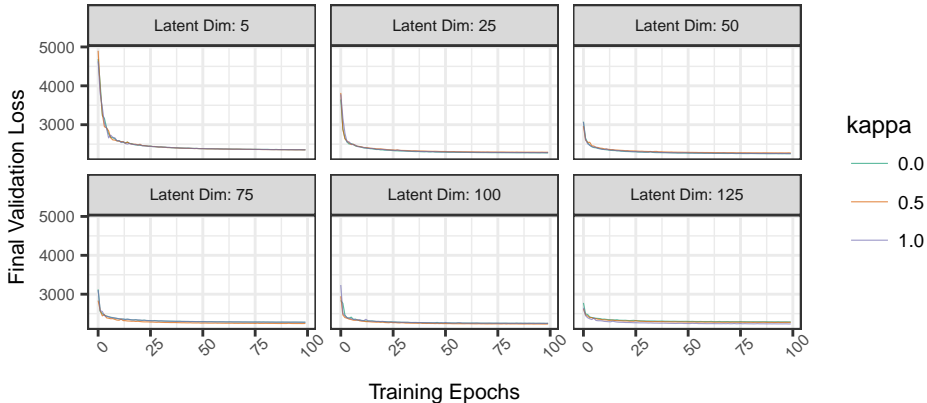 Latent Dim: 5
Latent Dim: 25
Latent Dim: 50
5000
4000
3000
Latent Dim: 75
Latent Dim: 100
Latent Dim: 125
5000
4000
3000
0
25
50
75
100
0
25
50
75
100
0
25
50
75
100
Training Epochs
Final Validation Loss
kappa
0.0
0.5
1.0